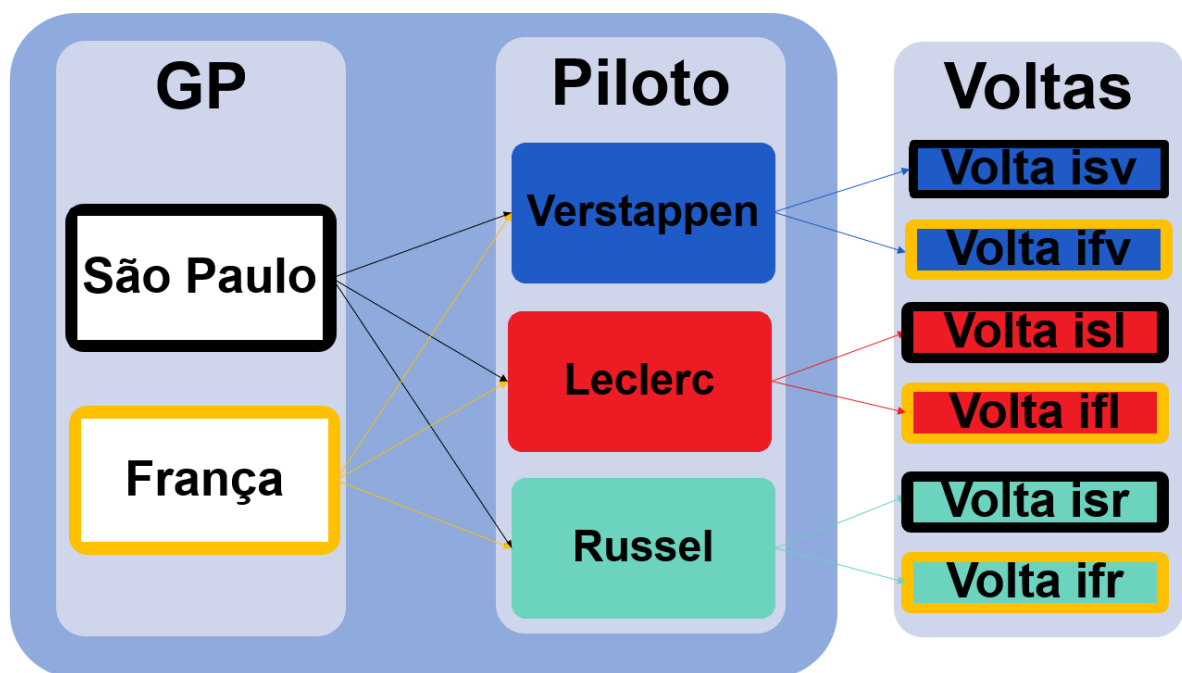 GP
São Paulo
França
Piloto
Verstappen
Leclerc
Russel
Voltas
Volta isv
Volta ifv
Volta isl
Volta ifl
Volta isr
Volta ifr